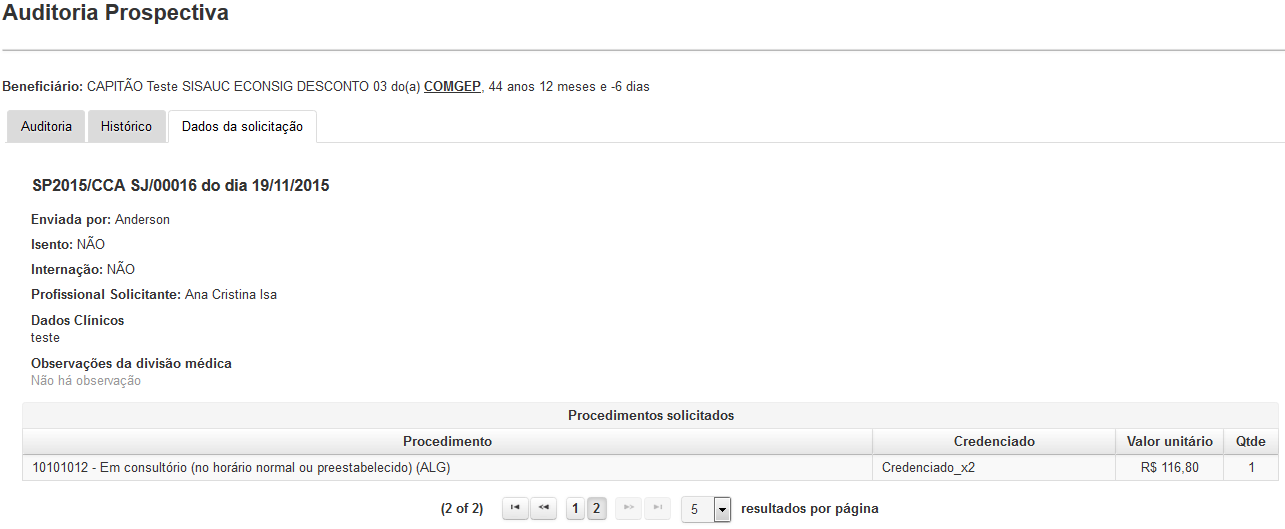 Auditoria Prospectiva
Beneficiário: CAPITÃO Teste SISAUC ECONSIG DESCONTO 03 do(a) COMGEP, 44 anos 12 meses e -6 dias
Auditoria Histórico Dados da solicitação
SP2015/CCA SJ/00016 do dia 19/11/2015
Enviada por: Anderson
Isento: NÃO
Internação: NÃO
Profissional Solicitante: Ana Cristina Isa
Dados Clínicos
teste
Observações da divisão médica
Não há observação
Procedimentos solicitados
Procedimento Credenciado Valor unitário Qtde
10101012 - Em consultório (no horário normal ou preestabelecido) (ALG) Credenciado_x2 R$ 116,80 1
(2 of 2) 1 2 5 resultados por página